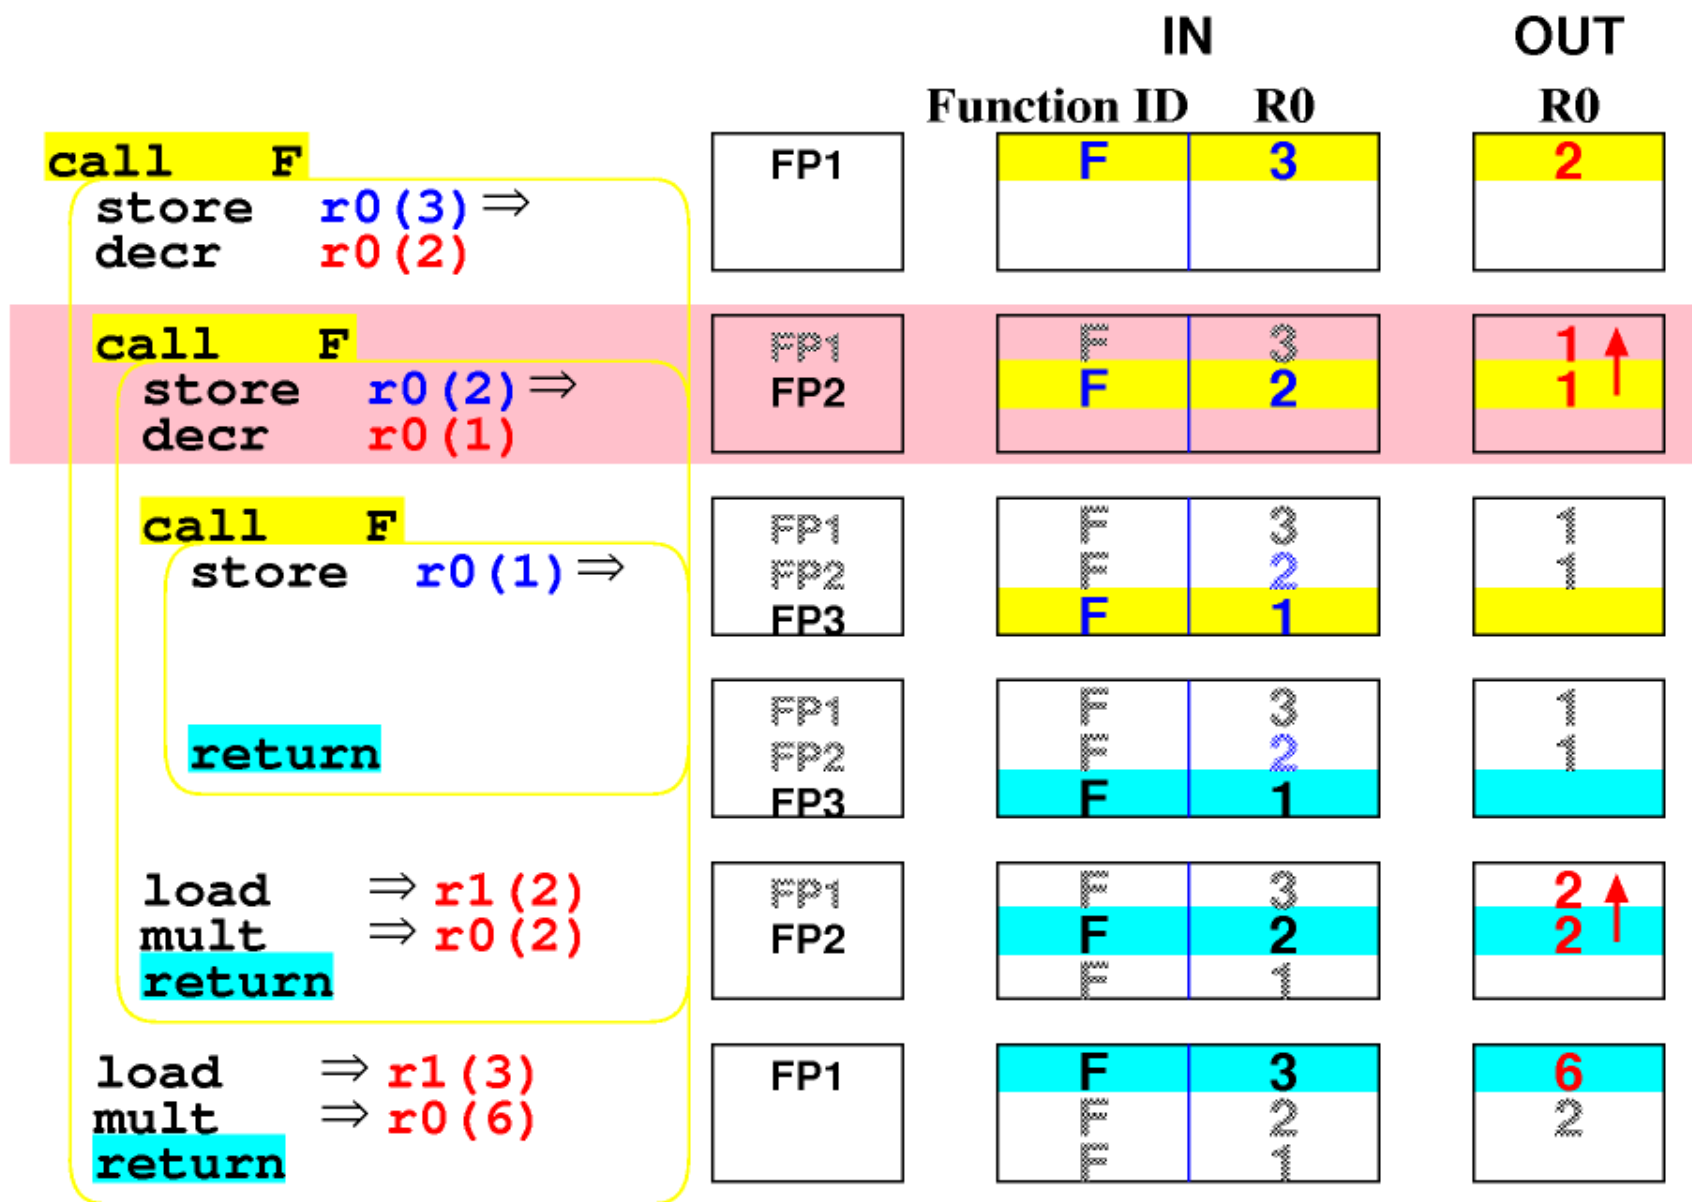 IN OUT
Function ID R0 R0
call F FP1 F 3 2
store r0(3)⇒
decr r0(2)
call F FP1 F 3 1
store r0(2)⇒ FP2 F 2 1
decr r0(1)
call F FP1 F 3 1
store r0(1)⇒ FP2 F 2 1
FP3 F 1
FP1 F 3 1
return FP2 F 2 1
FP3 F 1
load ⇒ r1(2) FP1 F 3 2
mult ⇒ r0(2) FP2 F 2 2
return F 1
load ⇒ r1(3) FP1 F 3 6
mult ⇒ r0(6) F 2 2
return F 1